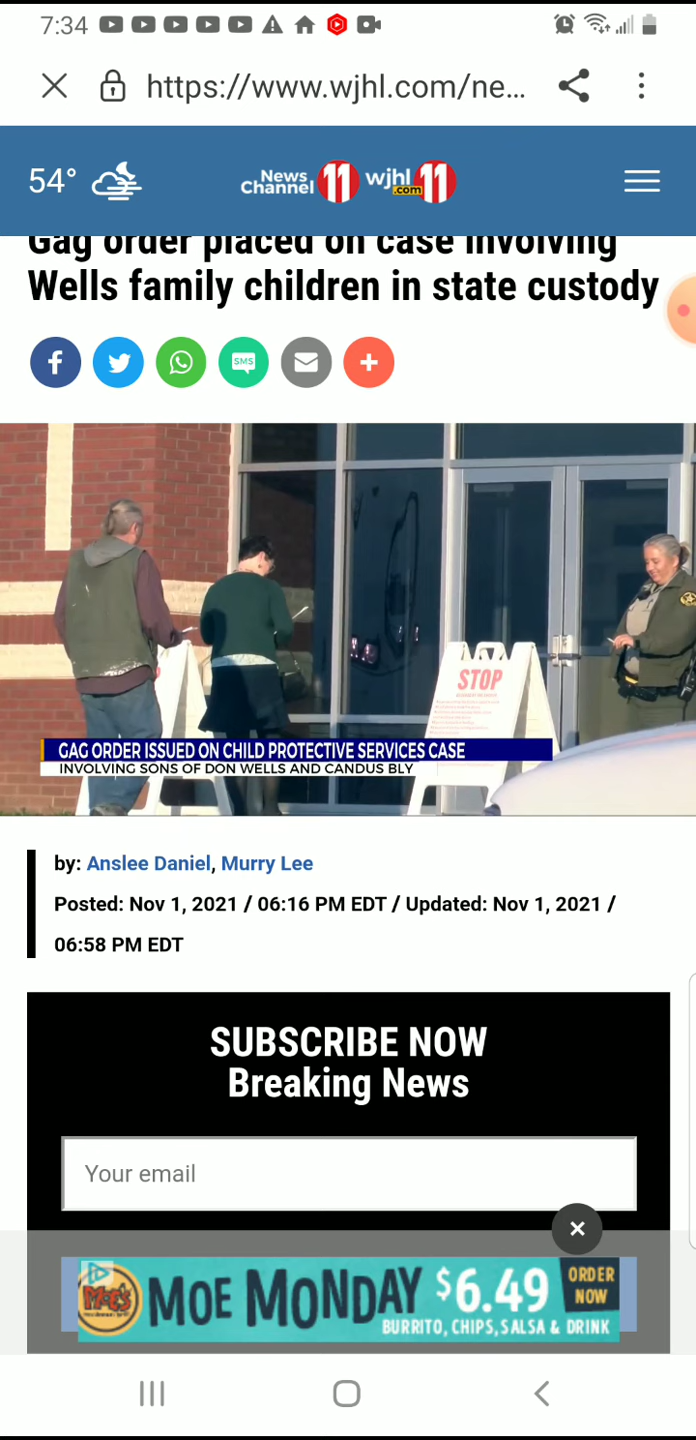 7:34
https://www.wjhl.com/ne...
54°
News Channel 11 wjhl.com 11
Gag order placed on case involving
Wells family children in state custody
f
SMS
+
STOP
GAG ORDER ISSUED ON CHILD PROTECTIVE SERVICES CASE
INVOLVING SONS OF DON WELLS AND CANDUS BLY
by: Anslee Daniel, Murry Lee
Posted: Nov 1, 2021 / 06:16 PM EDT / Updated: Nov 1, 2021 /
06:58 PM EDT
SUBSCRIBE NOW
Breaking News
Your email
Moe's
MOE MONDAY $6.49
ORDER
NOW
BURRITO, CHIPS, SALSA & DRINK